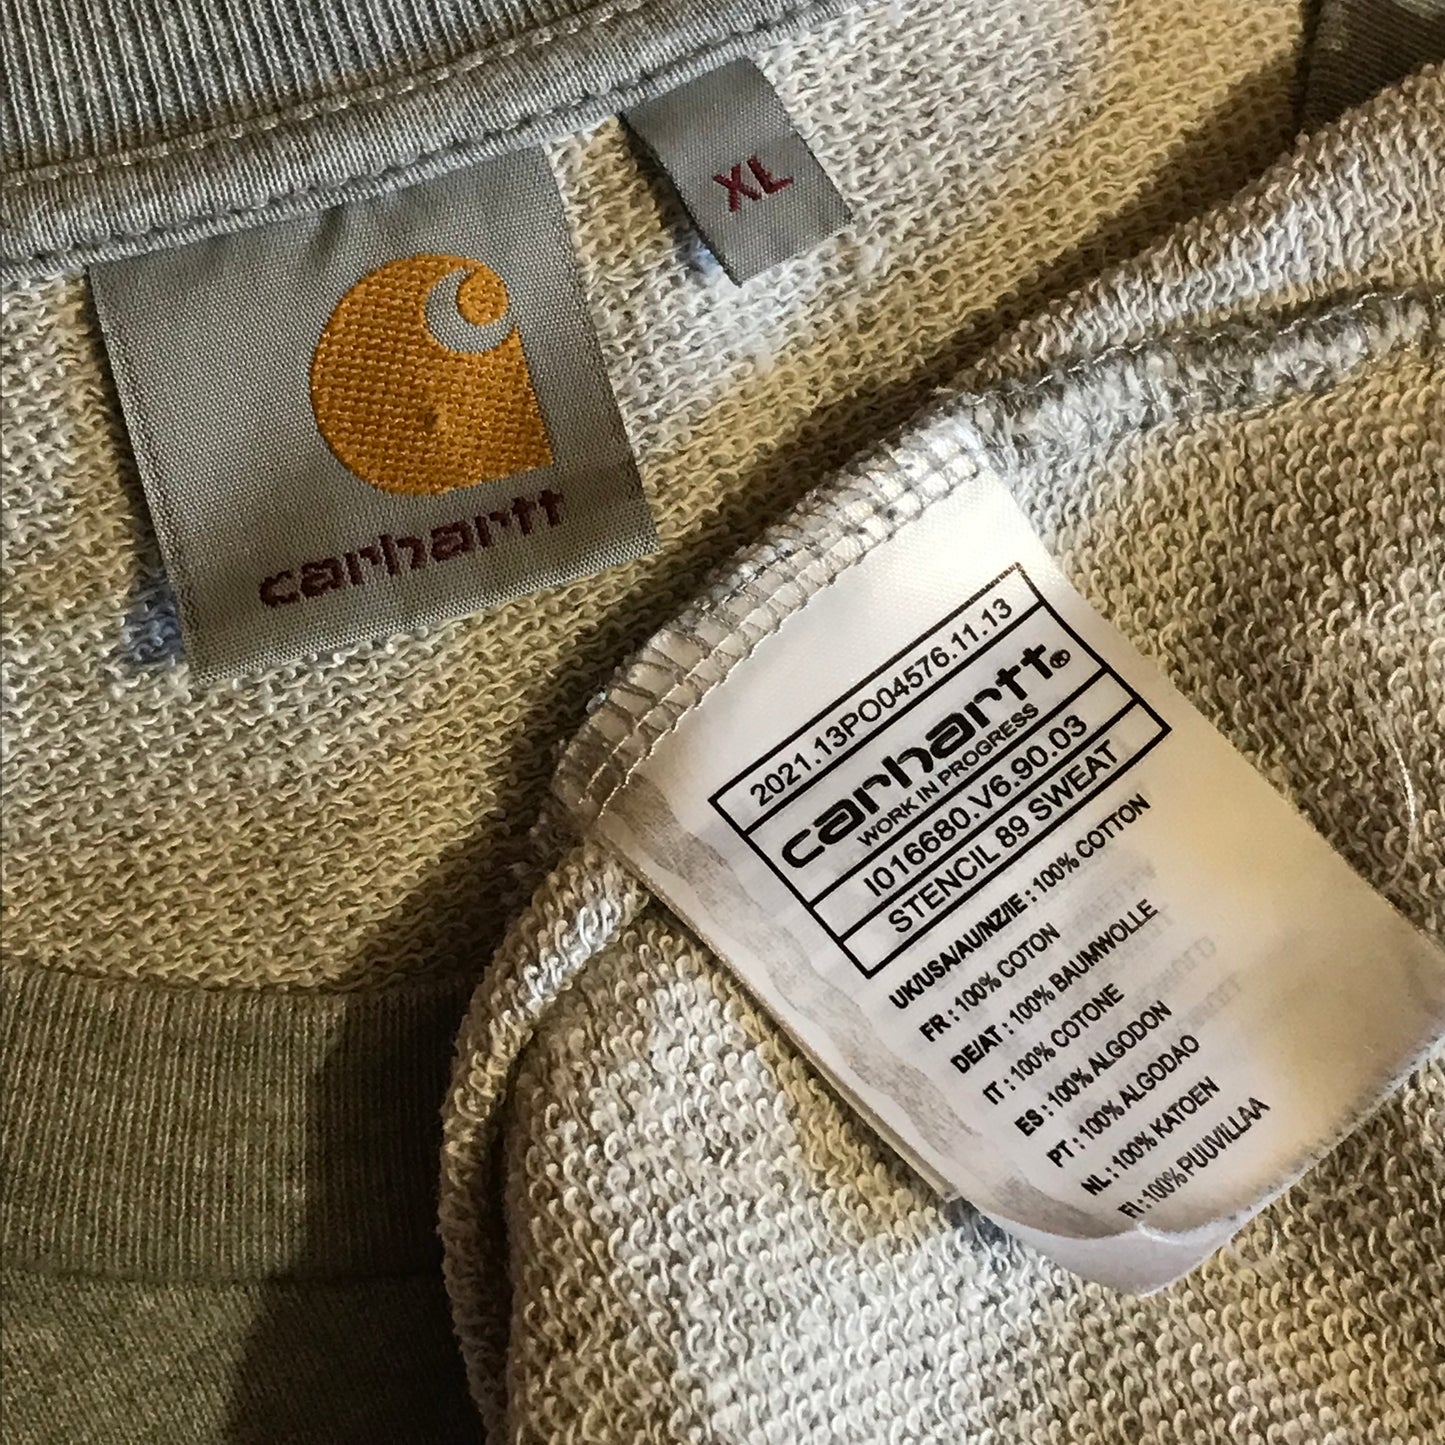 XL
carhartt
2021.13PO04576.11.13
carhartt®
WORK IN PROGRESS
I016680.V6.90.03
STENCIL 89 SWEAT
UK/USA/AU/NZ/IE : 100% COTTON
FR : 100% COTON
DE/AT : 100% BAUMWOLLE
IT : 100% COTONE
ES : 100% ALGODON
PT : 100% ALGODAO
NL : 100% KATOEN
FI : 100% PUUVILLAA